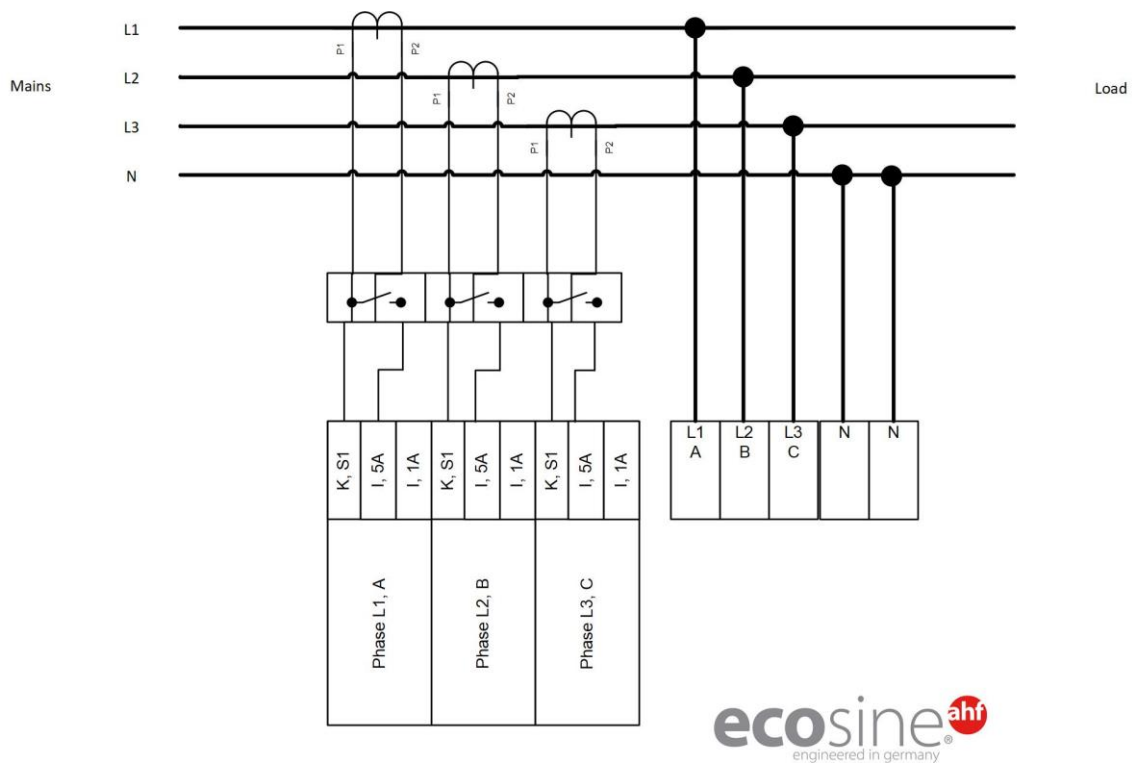 L1
P1
P2
L2
P1
P2
Mains
Load
L3
P1
P2
N
K, S1
I, 5A
I, 1A
K, S1
I, 5A
I, 1A
K, S1
I, 5A
I, 1A
L1
A
L2
B
L3
C
N
N
Phase L1, A
Phase L2, B
Phase L3, C
ecosine ahf
®
engineered in germany